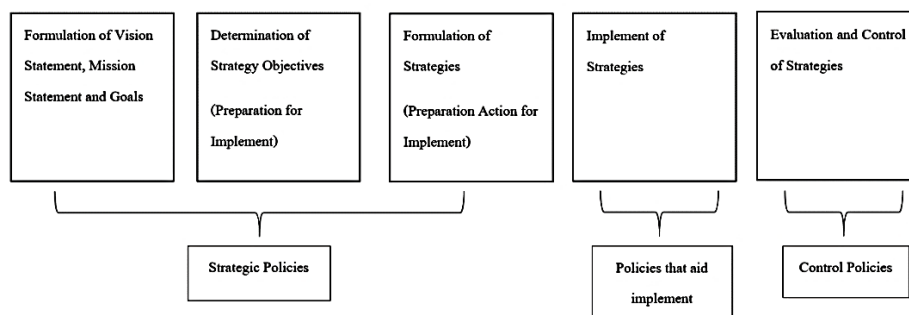 Formulation of Vision
Statement, Mission
Statement and Goals
Determination of
Strategy Objectives
(Preparation for
Implement)
Formulation of
Strategies
(Preparation Action for
Implement)
Implement of
Strategies
Evaluation and Control
of Strategies
Strategic Policies
Policies that aid
implement
Control Policies